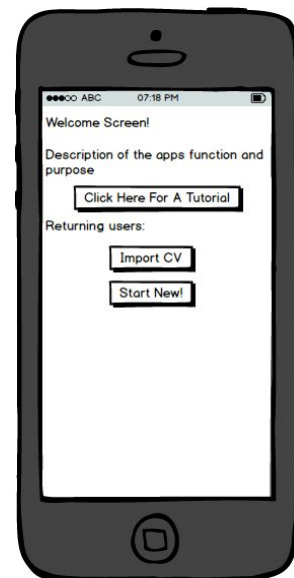 ABC 07:18 PM
Welcome Screen!
Description of the apps function and
purpose
Click Here For A Tutorial
Returning users:
Import CV
Start New!